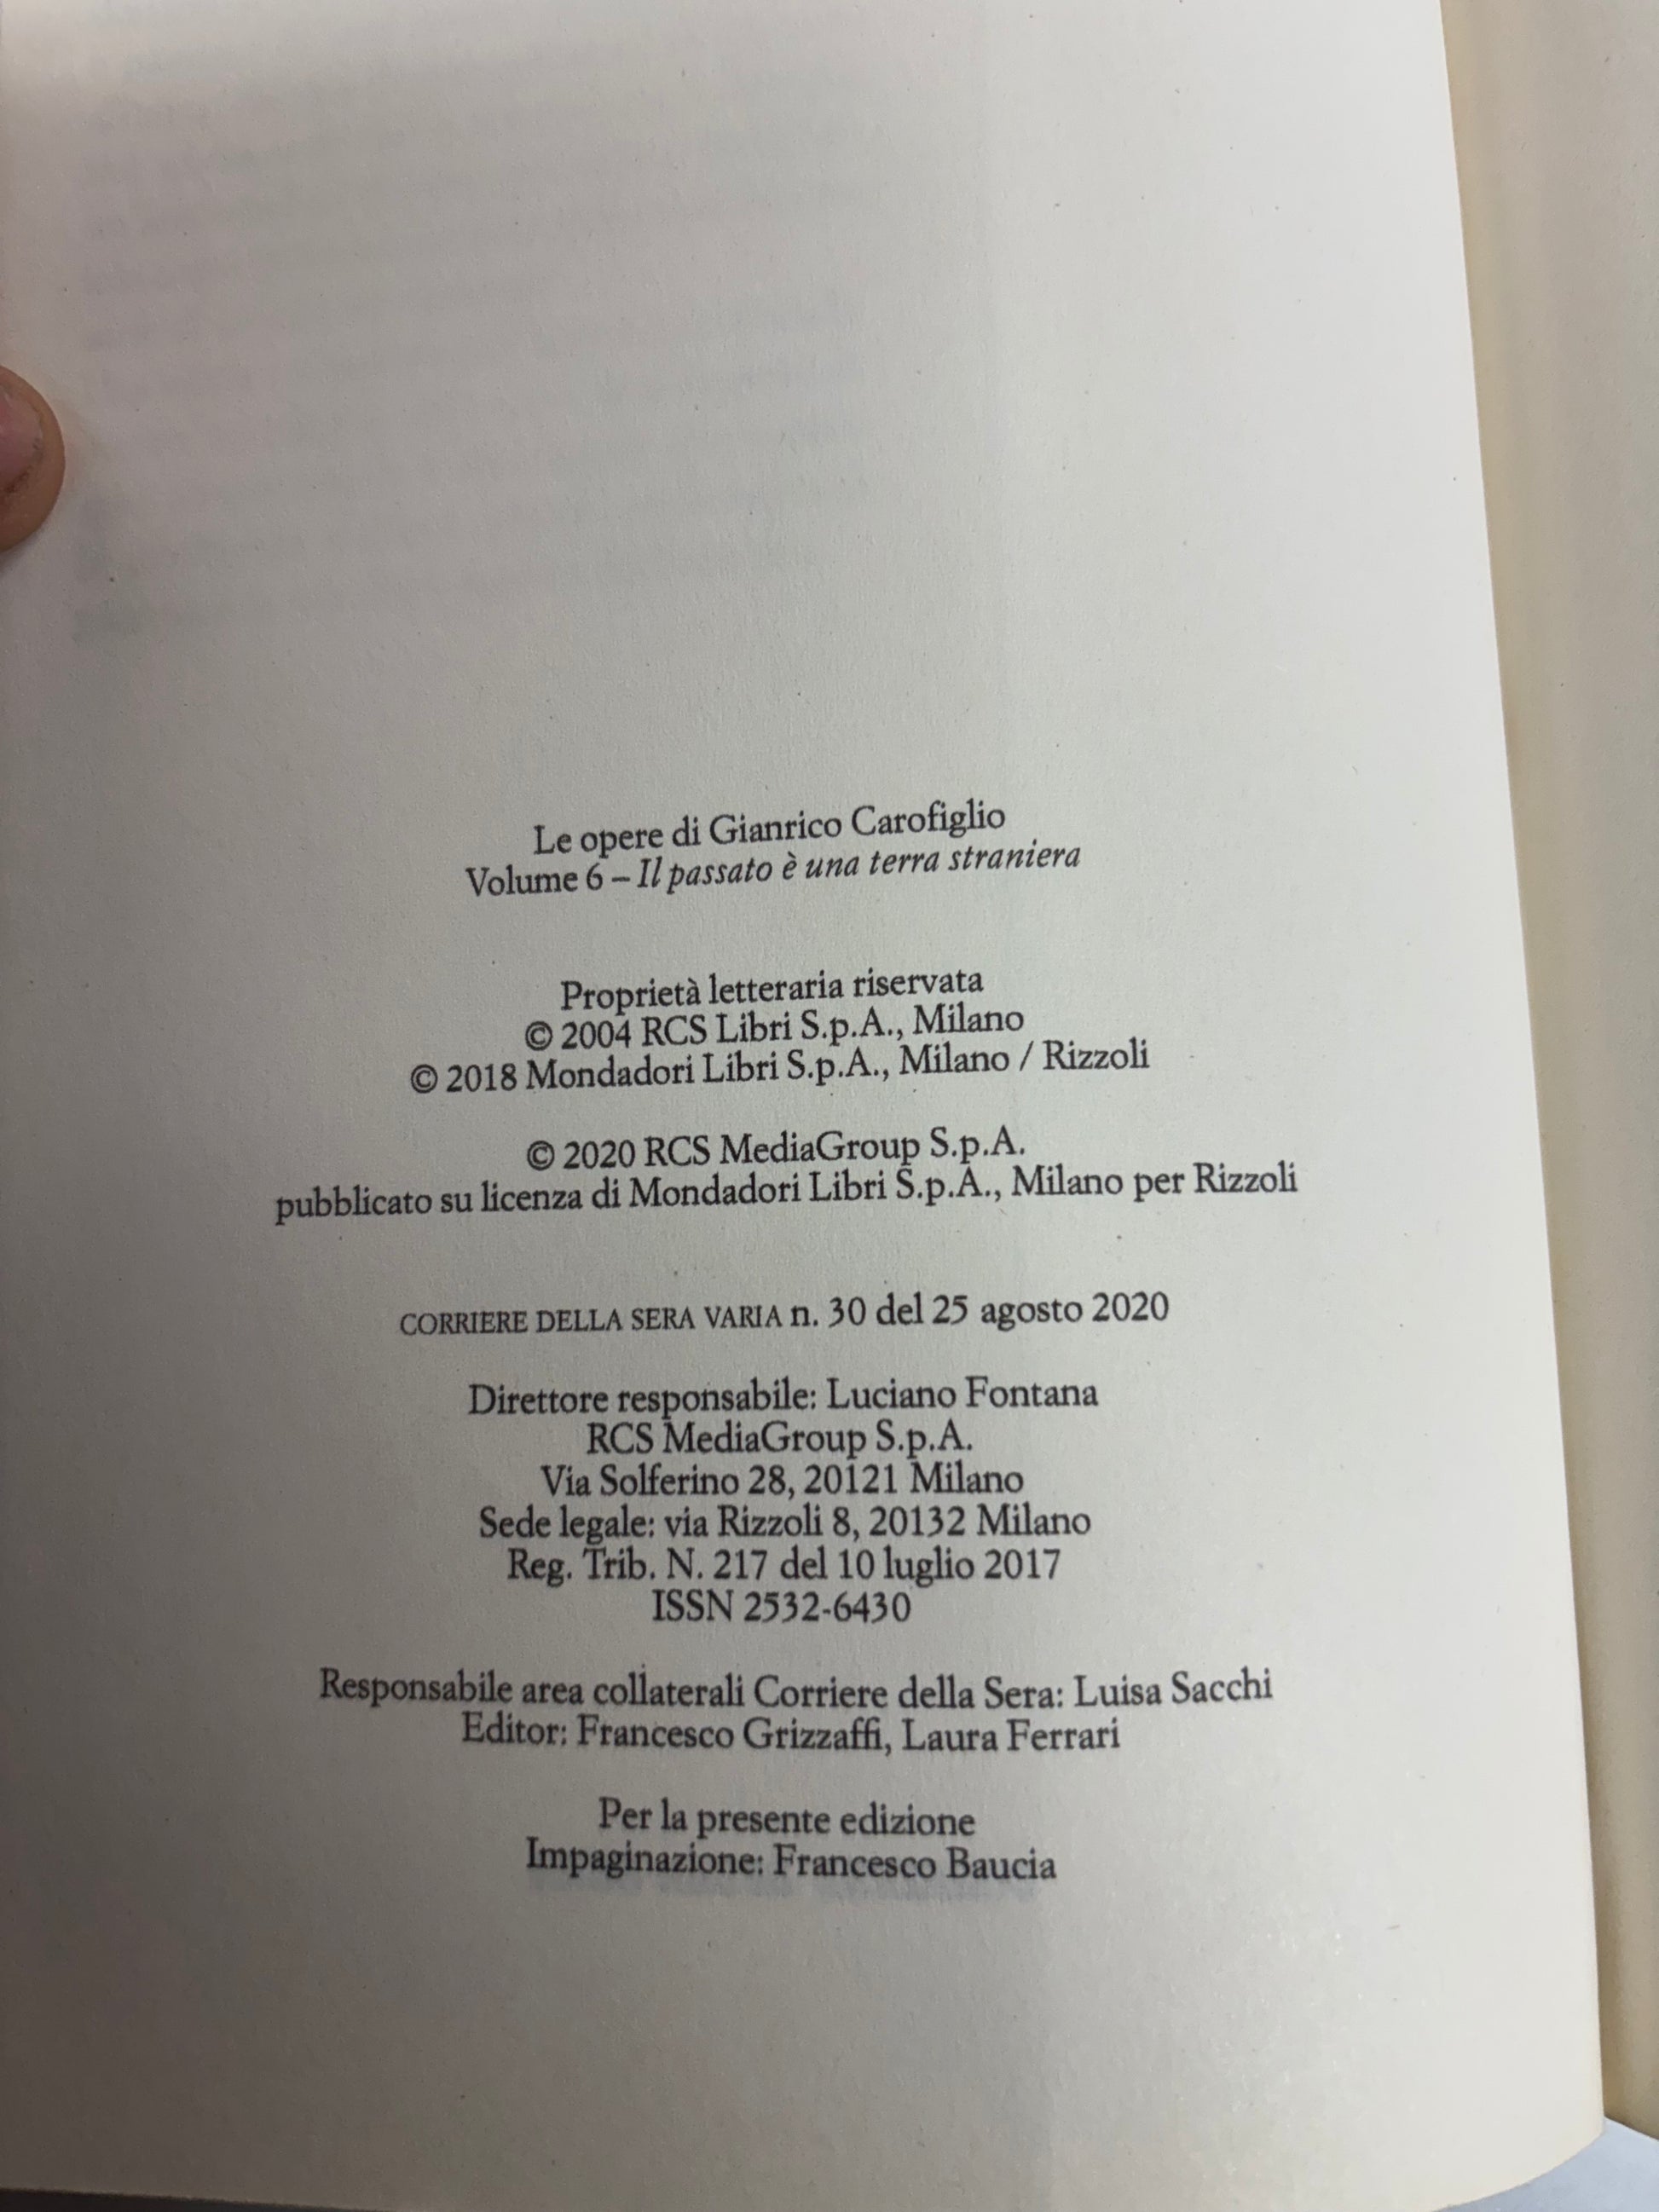 Le opere di Gianrico Carofiglio
Volume 6 – Il passato è una terra straniera
Proprietà letteraria riservata
© 2004 RCS Libri S.p.A., Milano
© 2018 Mondadori Libri S.p.A., Milano / Rizzoli
© 2020 RCS MediaGroup S.p.A.
pubblicato su licenza di Mondadori Libri S.p.A., Milano per Rizzoli
CORRIERE DELLA SERA VARIA n. 30 del 25 agosto 2020
Direttore responsabile: Luciano Fontana
RCS MediaGroup S.p.A.
Via Solferino 28, 20121 Milano
Sede legale: via Rizzoli 8, 20132 Milano
Reg. Trib. N. 217 del 10 luglio 2017
ISSN 2532-6430
Responsabile area collaterali Corriere della Sera: Luisa Sacchi
Editor: Francesco Grizzaffi, Laura Ferrari
Per la presente edizione
Impaginazione: Francesco Baucia